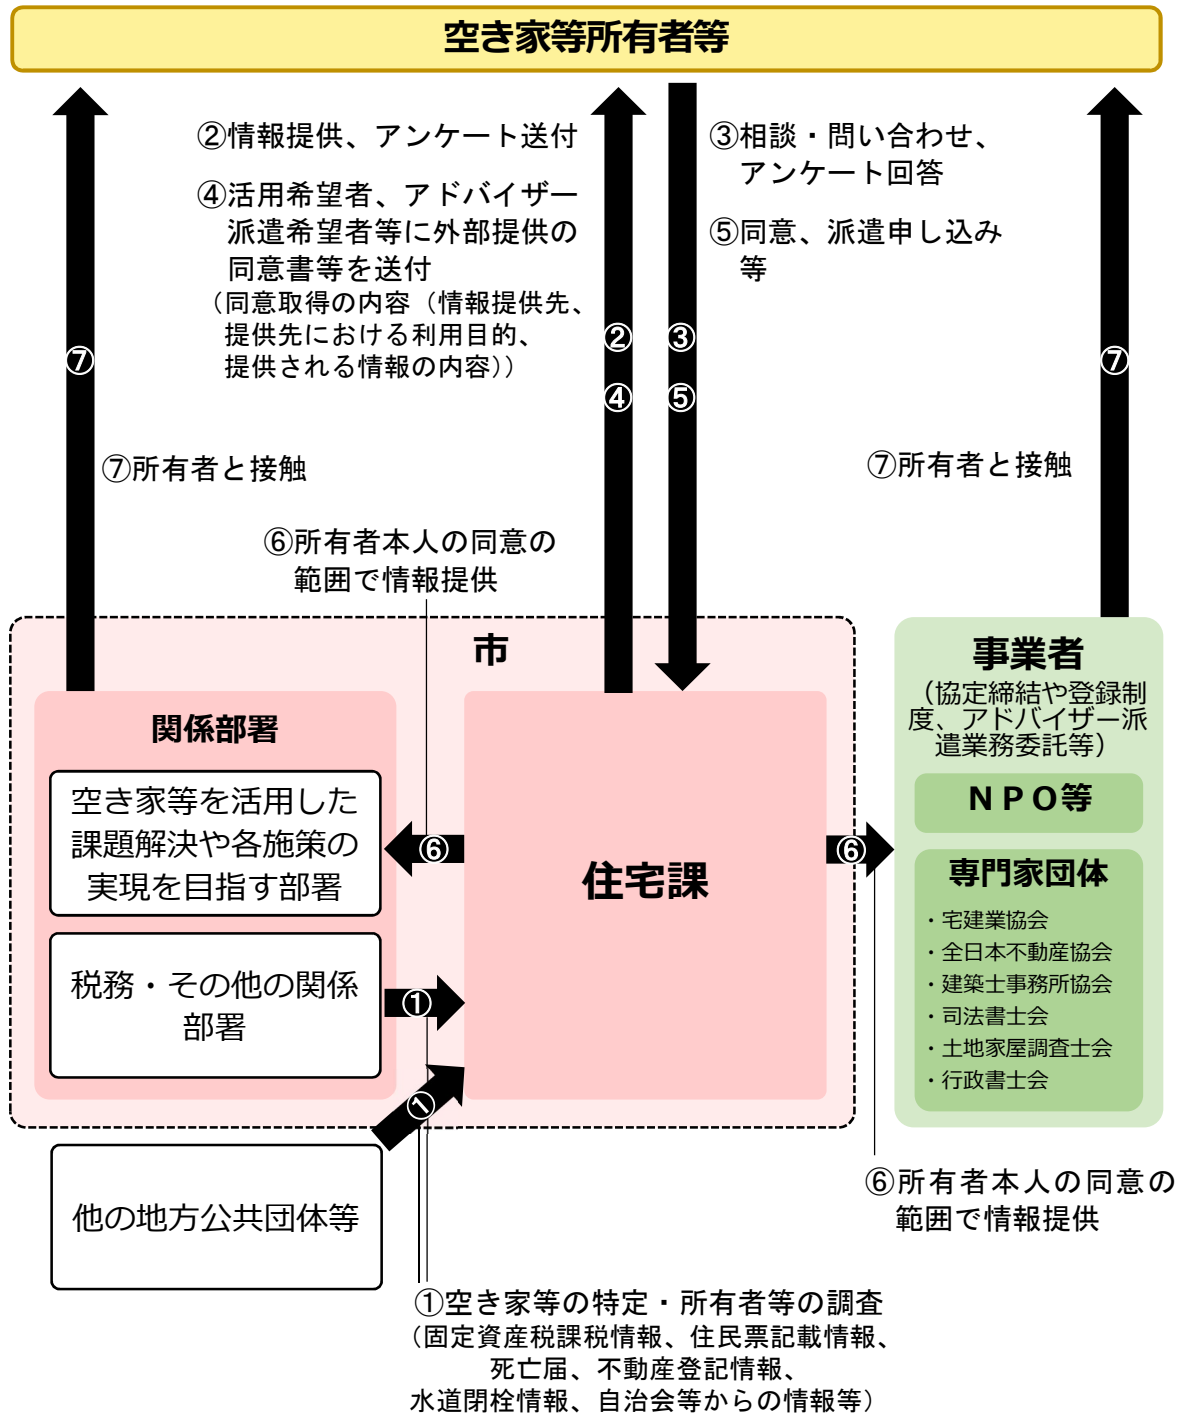 空き家等所有者等
②情報提供、アンケート送付
④活用希望者、アドバイザー
派遣希望者等に外部提供の
同意書等を送付
（同意取得の内容（情報提供先、
提供先における利用目的、
提供される情報の内容））
③相談・問い合わせ、
アンケート回答
⑤同意、派遣申し込み
等
⑦
②
④
③
⑤
⑦
⑦所有者と接触
⑦所有者と接触
⑥所有者本人の同意の
範囲で情報提供
市
関係部署
空き家等を活用した
課題解決や各施策の
実現を目指す部署
税務・その他の関係
部署
⑥
①
①
住宅課
⑥
事業者
（協定締結や登録制
度、アドバイザー派
遣業務委託等）
ＮＰＯ等
専門家団体
・宅建業協会
・全日本不動産協会
・建築士事務所協会
・司法書士会
・土地家屋調査士会
・行政書士会
他の地方公共団体等
⑥所有者本人の同意の
範囲で情報提供
①空き家等の特定・所有者等の調査
（固定資産税課税情報、住民票記載情報、
死亡届、不動産登記情報、
水道閉栓情報、自治会等からの情報等）